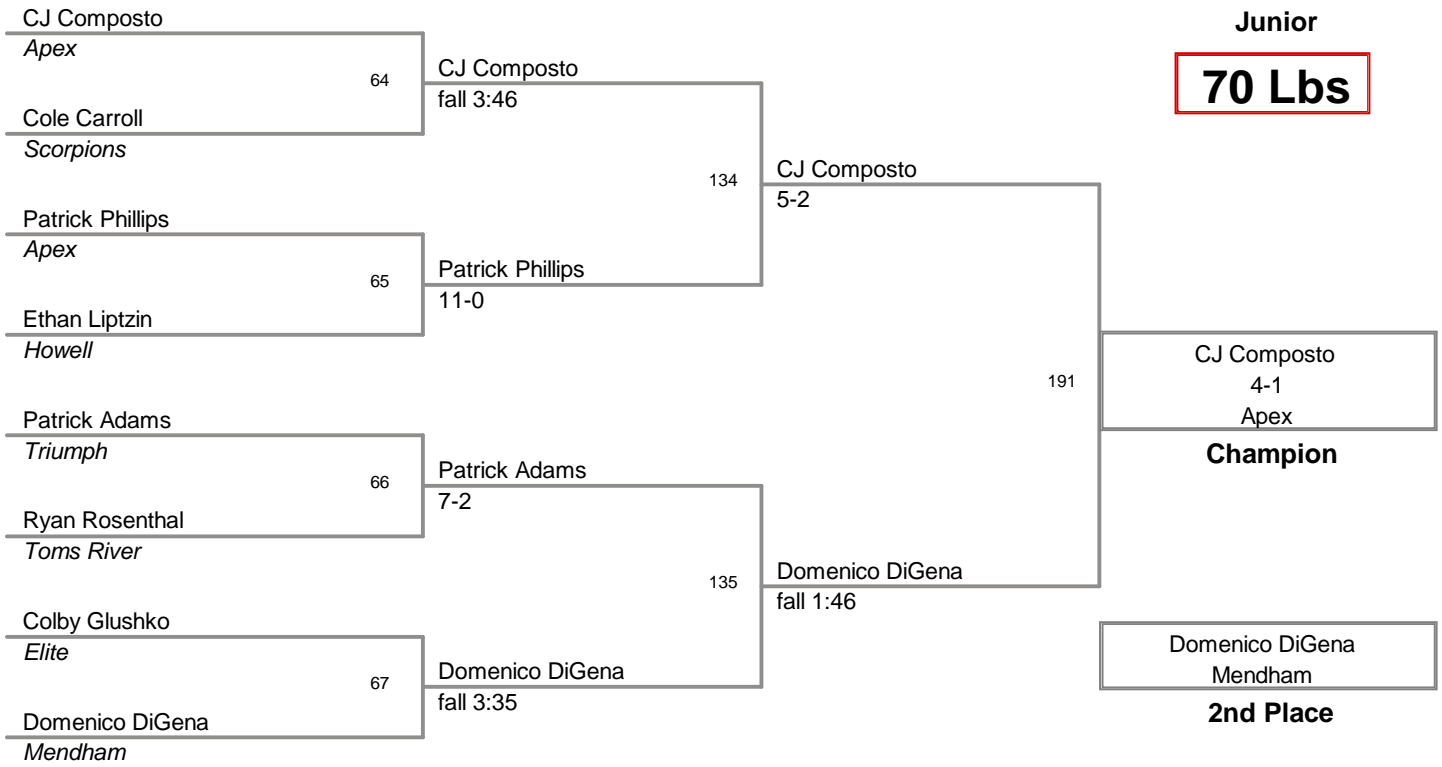 CJ Composto
Apex
64
Cole Carroll
Scorpions
Patrick Phillips
Apex
65
Ethan Liptzin
Howell
Patrick Adams
Triumph
66
Ryan Rosenthal
Toms River
Colby Glushko
Elite
67
Domenico DiGena
Mendham
CJ Composto
fall 3:46
134
Patrick Phillips
11-0
Patrick Adams
7-2
135
Domenico DiGena
fall 3:35
CJ Composto
5-2
191
Domenico DiGena
fall 1:46
Junior
70 Lbs
CJ Composto
4-1
Apex
Champion
Domenico DiGena
Mendham
2nd Place